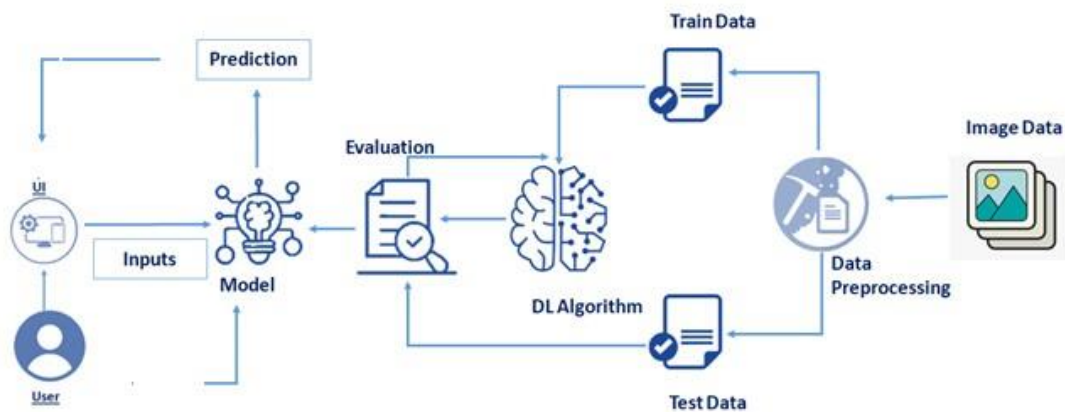 Train Data
Prediction
Image Data
Evaluation
UI
Inputs
Model
Data
Preprocessing
DL Algorithm
User
Test Data